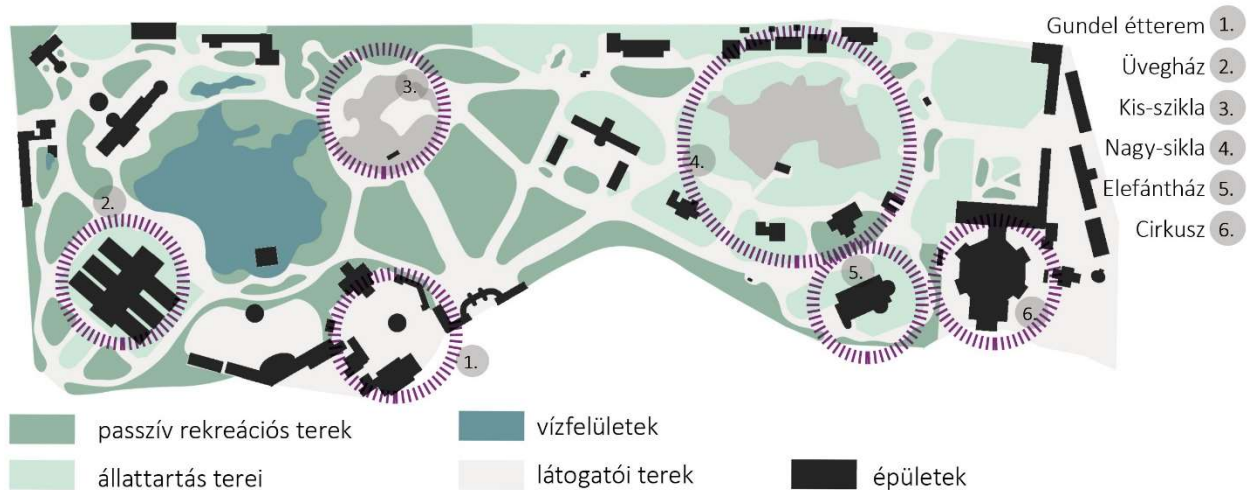 Gundel étterem 1.
Üvegház 2.
Kis-szikla 3.
Nagy-sikla 4.
Elefántház 5.
Cirkusz 6.
3.
4.
2.
5.
6.
1.
passzív rekreációs terek
vízfelületek
állattartás terei
látogatói terek
épületek